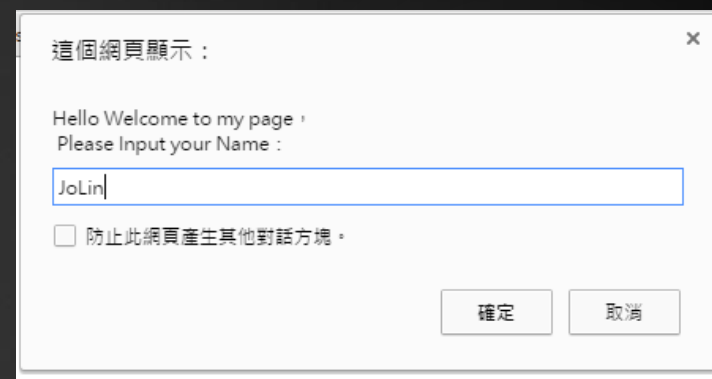 這個網頁顯示：
Hello Welcome to my page，
Please Input your Name：
JoLin
防止此網頁產生其他對話方塊。
確定
取消